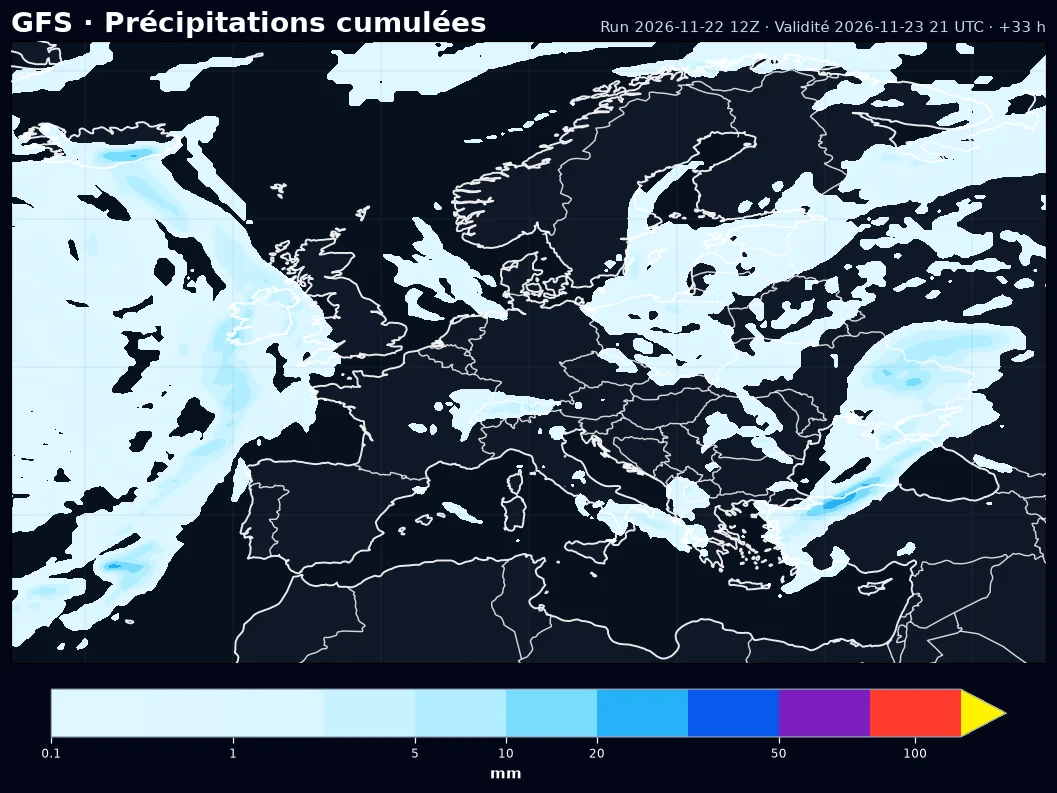 GFS · Précipitations cumulées
Run 2026-11-22 12Z · Validité 2026-11-23 21 UTC · +33 h
0.1 1 5 10 20 50 100
mm